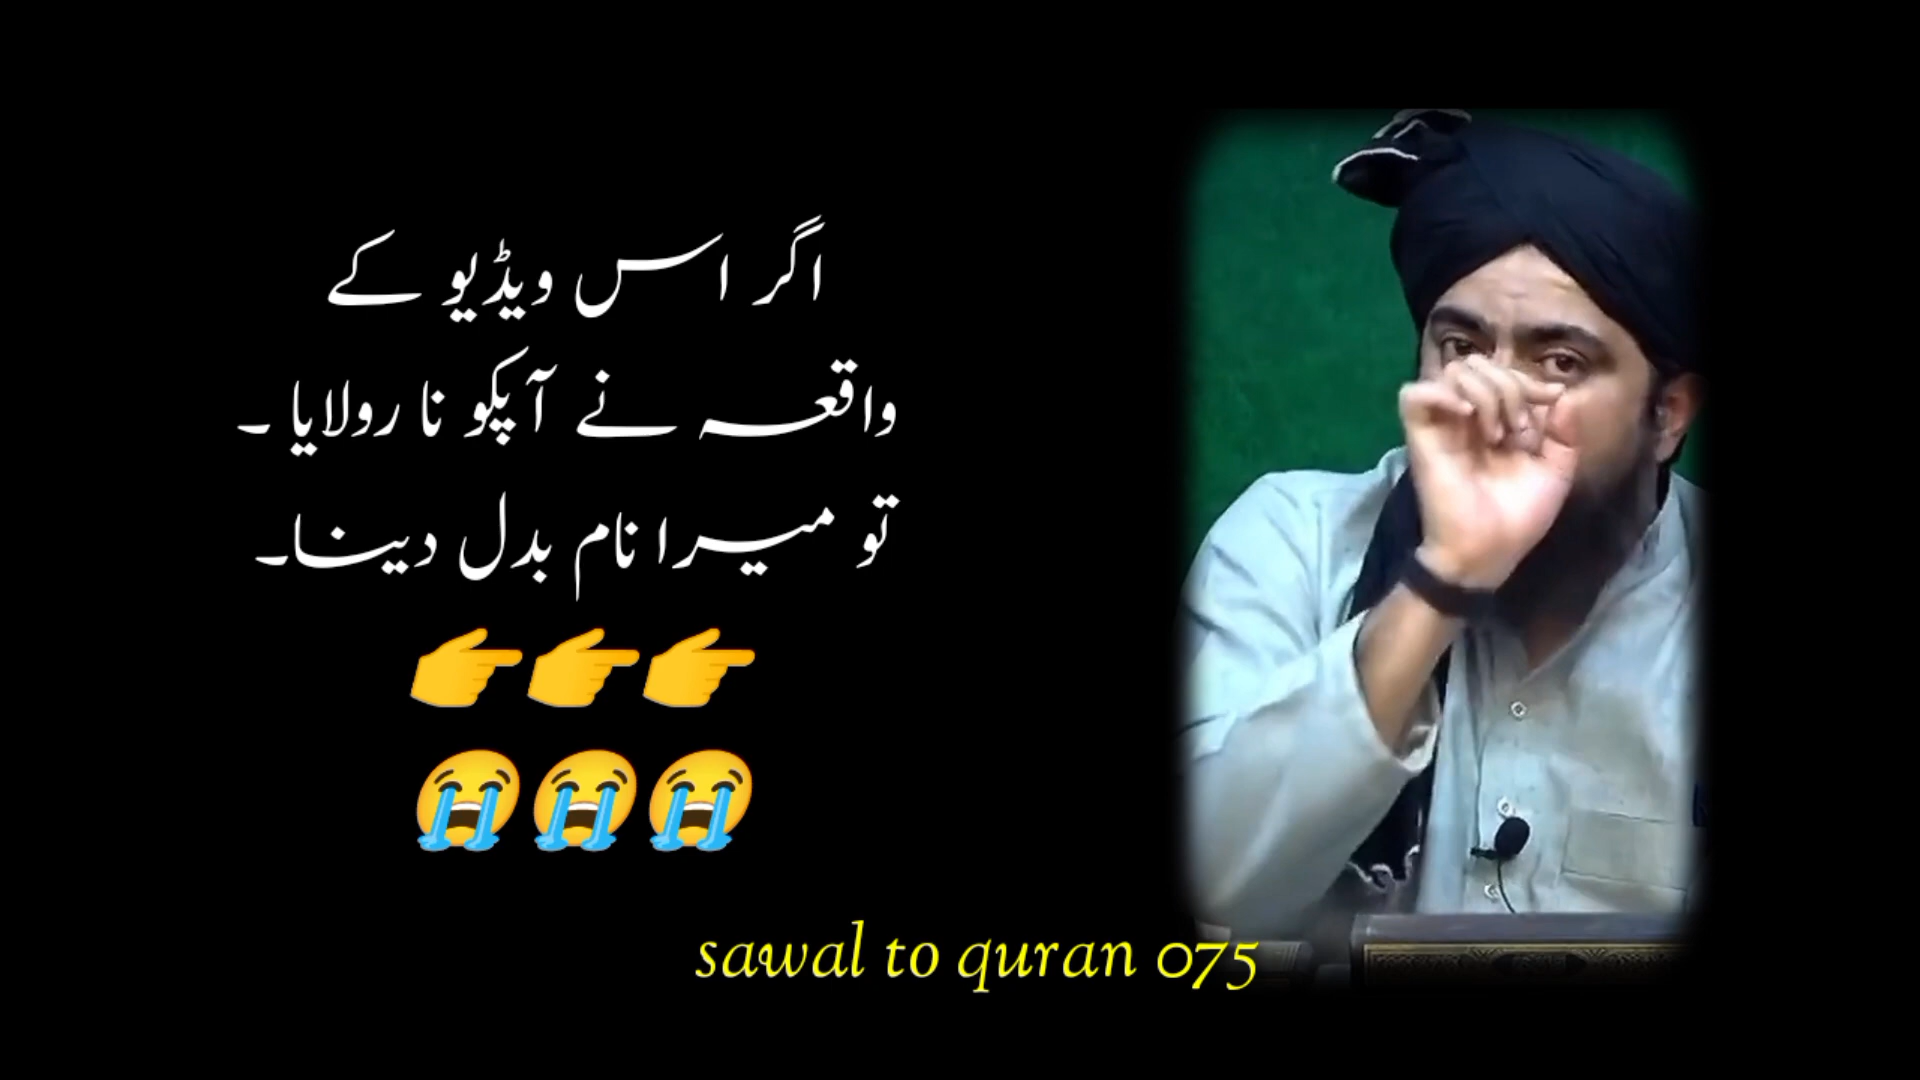 اگر اس ویڈیو کے
واقعہ نے آپکو نا رولایا ۔
تو میرا نام بدل دینا۔
👉👉👉
😭😭😭
sawal to quran 075